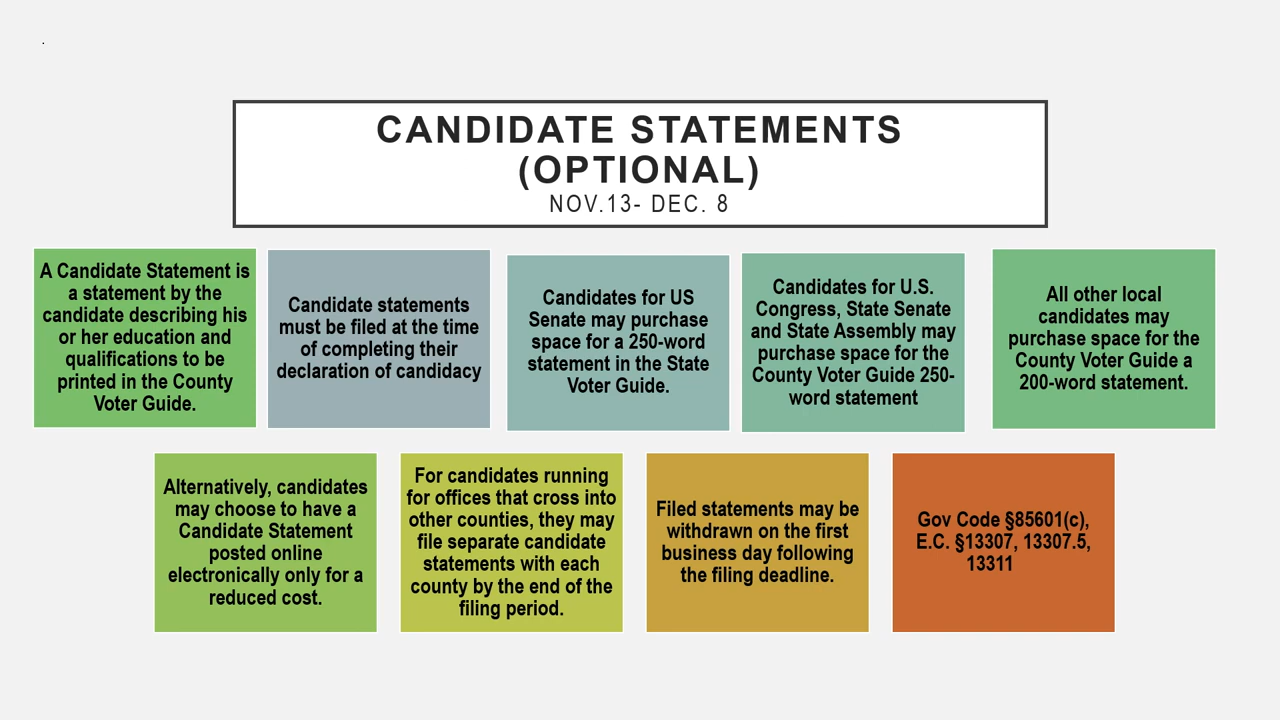 .
CANDIDATE STATEMENTS
(OPTIONAL)
NOV.13- DEC. 8
A Candidate Statement is
a statement by the
candidate describing his
or her education and
qualifications to be
printed in the County
Voter Guide.
Candidate statements
must be filed at the time
of completing their
declaration of candidacy
Candidates for US
Senate may purchase
space for a 250-word
statement in the State
Voter Guide.
Candidates for U.S.
Congress, State Senate
and State Assembly may
purchase space for the
County Voter Guide 250-
word statement
All other local
candidates may
purchase space for the
County Voter Guide a
200-word statement.
Alternatively, candidates
may choose to have a
Candidate Statement
posted online
electronically only for a
reduced cost.
For candidates running
for offices that cross into
other counties, they may
file separate candidate
statements with each
county by the end of the
filing period.
Filed statements may be
withdrawn on the first
business day following
the filing deadline.
Gov Code §85601(c),
E.C. §13307, 13307.5,
13311